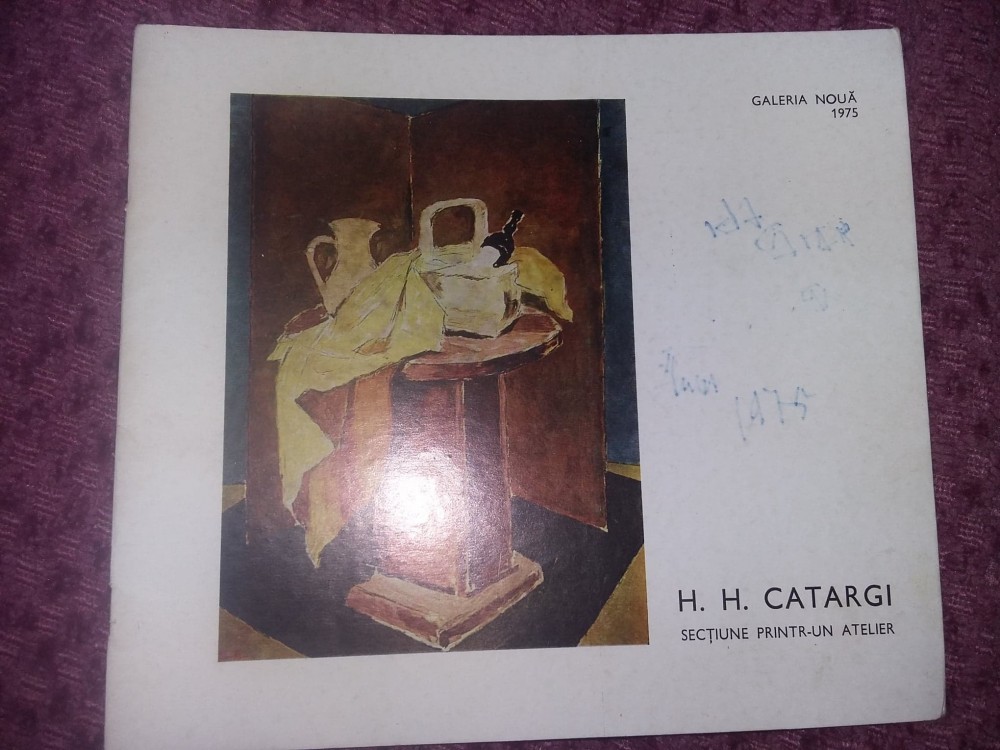 GALERIA NOUĂ
1975
1975
H. H. CATARGI
SECȚIUNE PRINTR-UN ATELIER